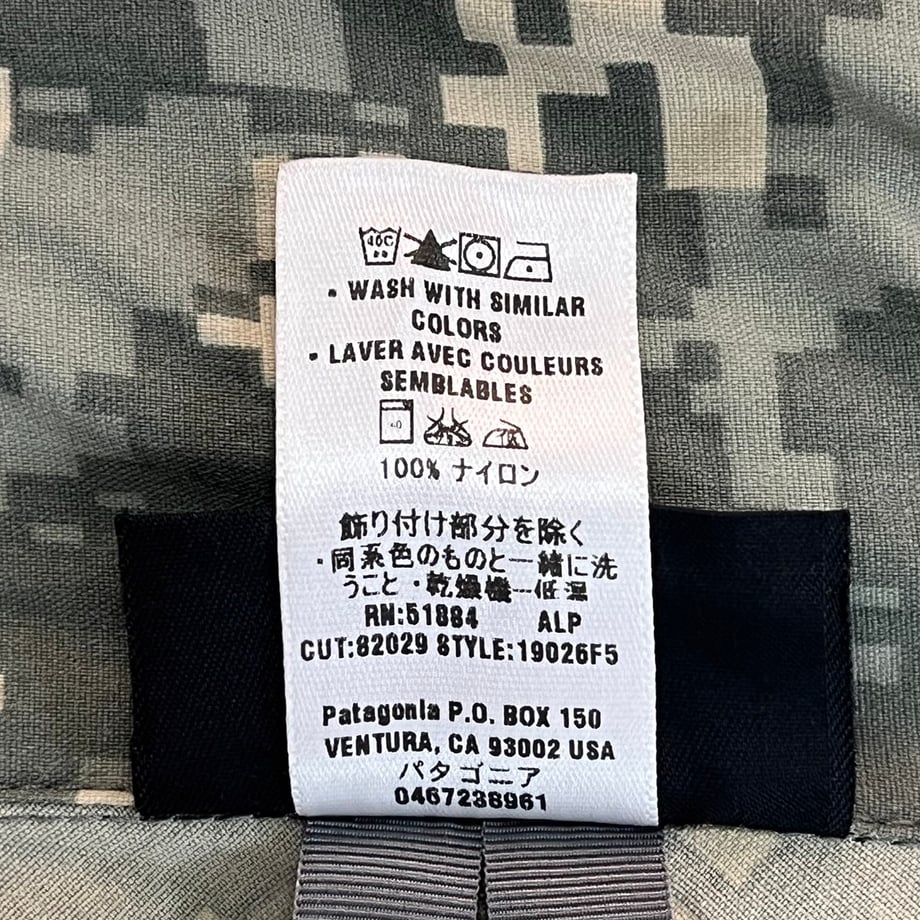 40C
• WASH WITH SIMILAR
COLORS
• LAVER AVEC COULEURS
SEMBLABLES
100% ナイロン
飾り付け部分を除く
・同系色のものと一緒に洗
うこと・乾燥機---低温
RN:51884 ALP
CUT:82029 STYLE:19026F5
Patagonia P.O. BOX 150
VENTURA, CA 93002 USA
パタゴニア
0467238961